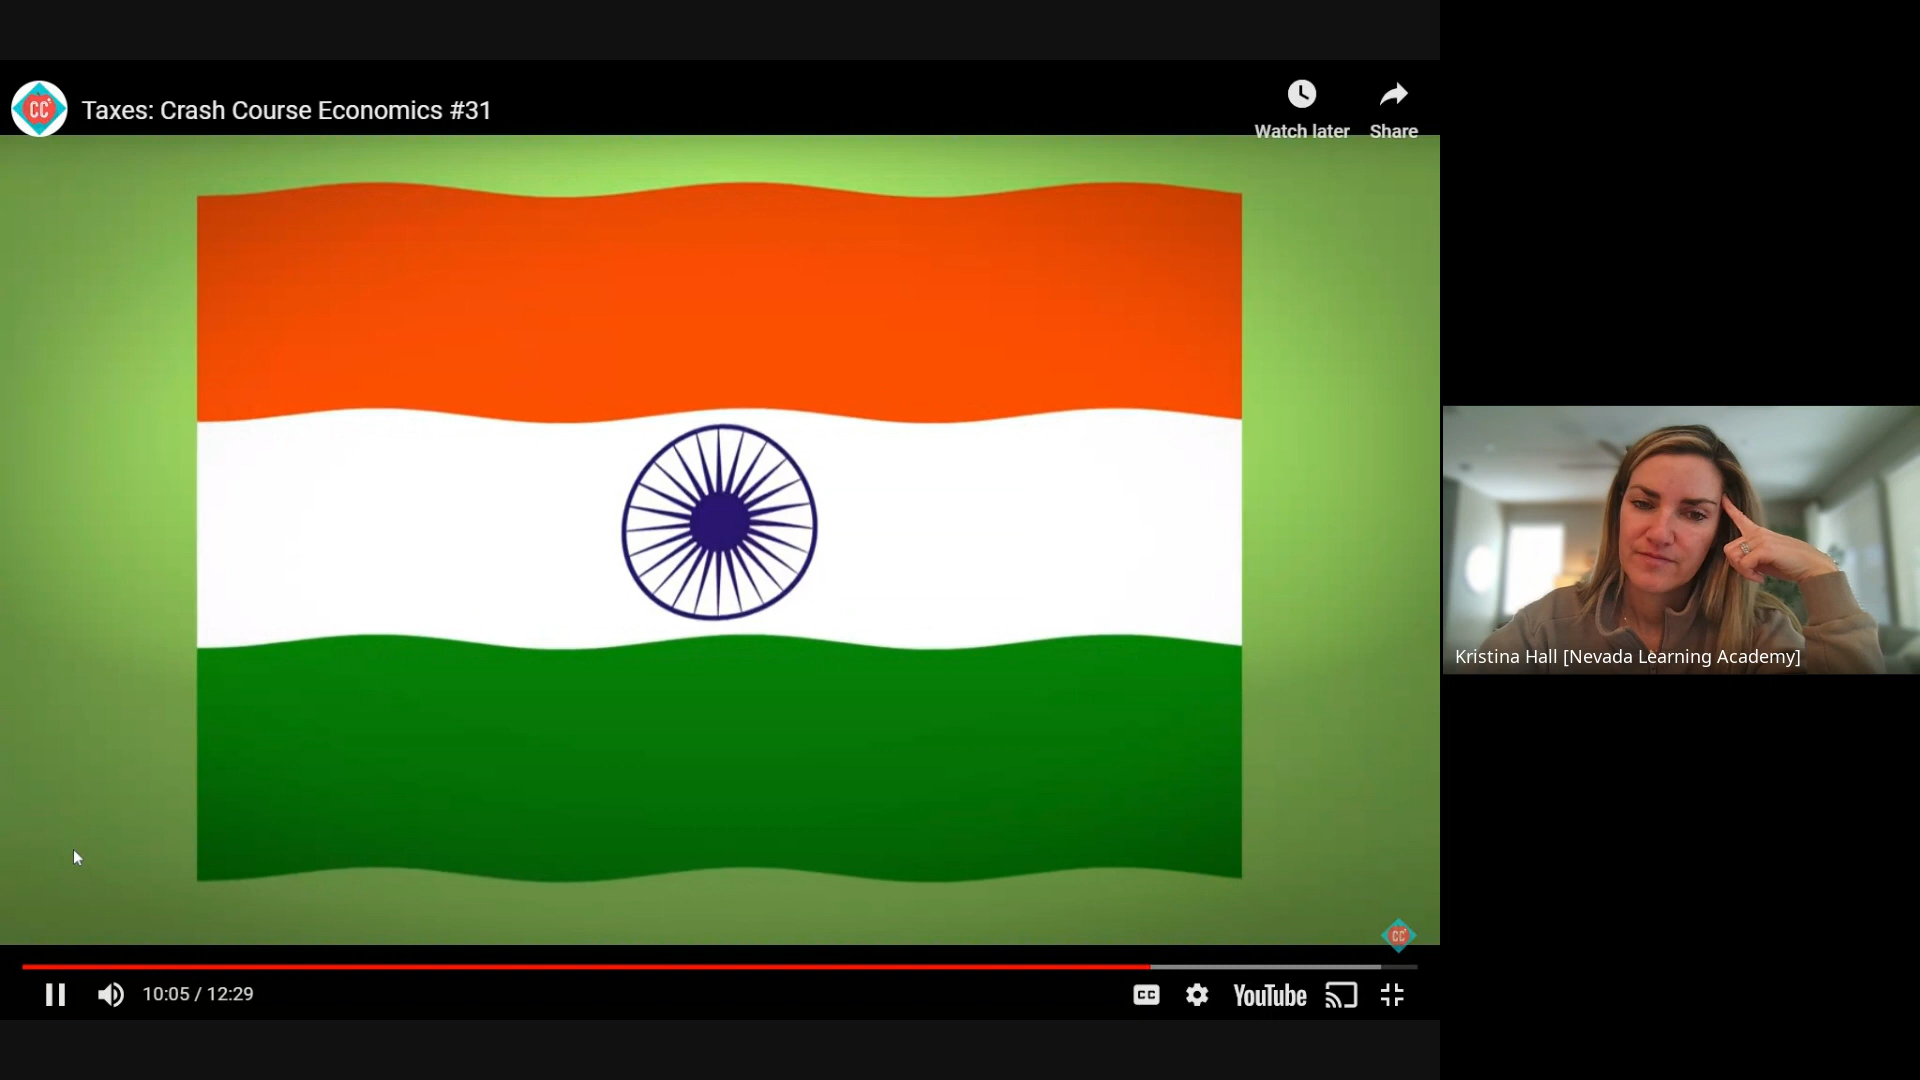 CC
Taxes: Crash Course Economics #31
Watch later
Share
Kristina Hall [Nevada Learning Academy]
CC
10:05 / 12:29
CC
YouTube